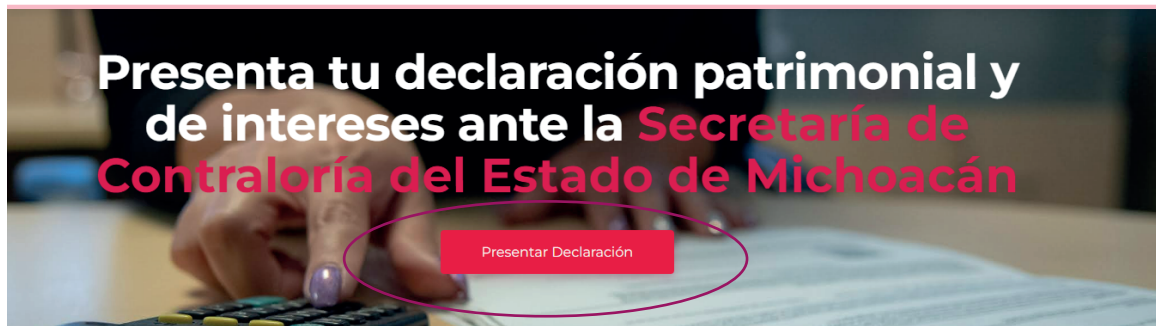 Presenta tu declaración patrimonial y
de intereses ante la Secretaría de
Contraloría del Estado de Michoacán
Presentar Declaración